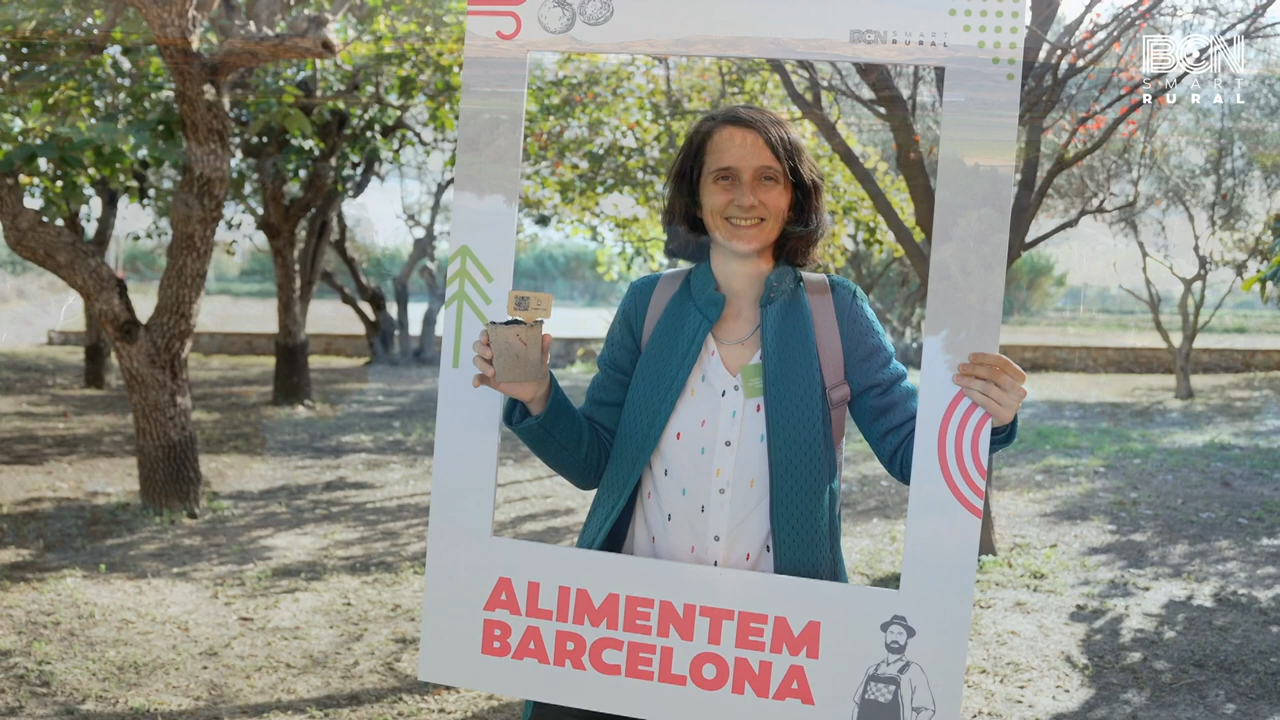 BCN SMART
RURAL
BCN
SMART
RURAL
ALIMENTEM
BARCELONA